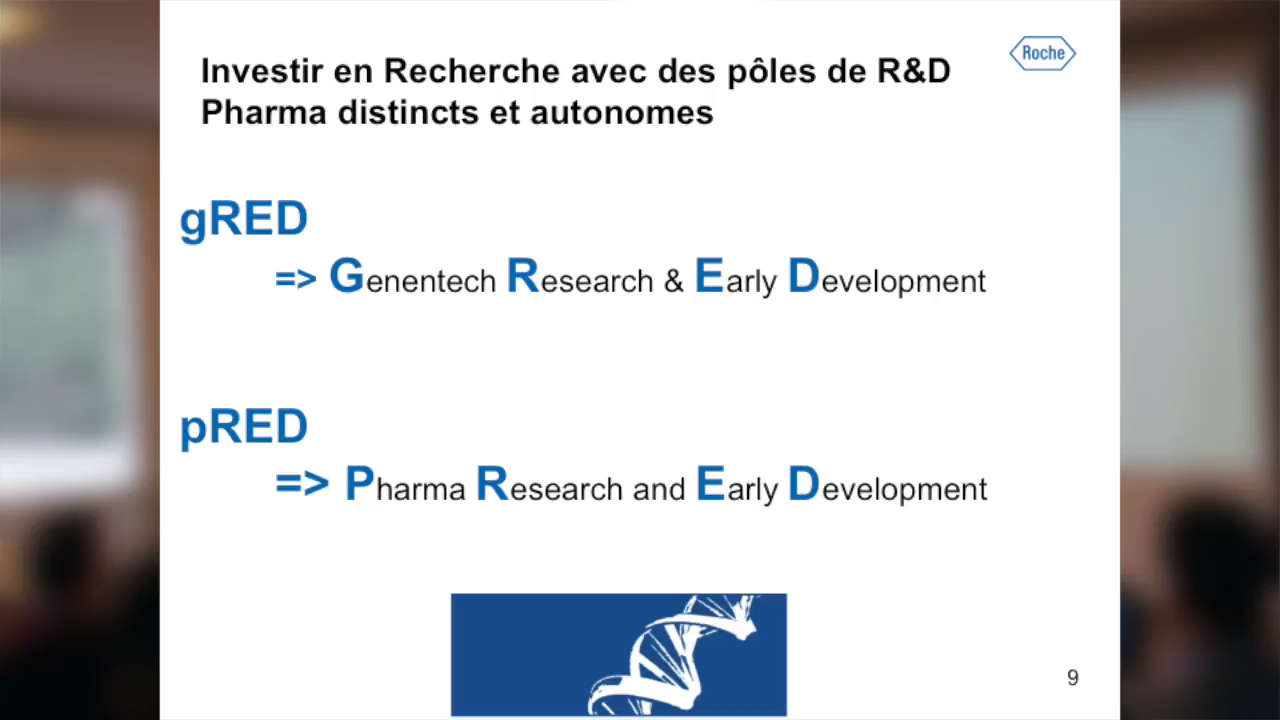 Roche
Investir en Recherche avec des pôles de R&D
Pharma distincts et autonomes
gRED
=> Genentech Research & Early Development
pRED
=> Pharma Research and Early Development
9